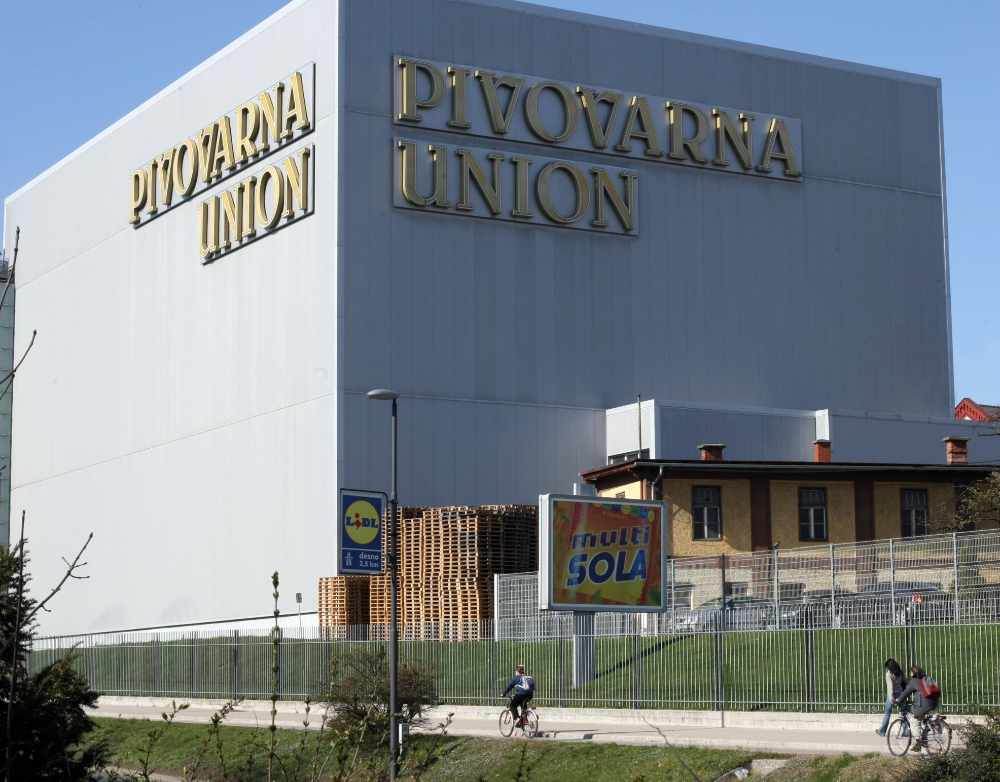 PIVOVARNA
UNION
PIVOVARNA
UNION
LIDL
desno
2,5 km
Vitamini
multi
SOLA